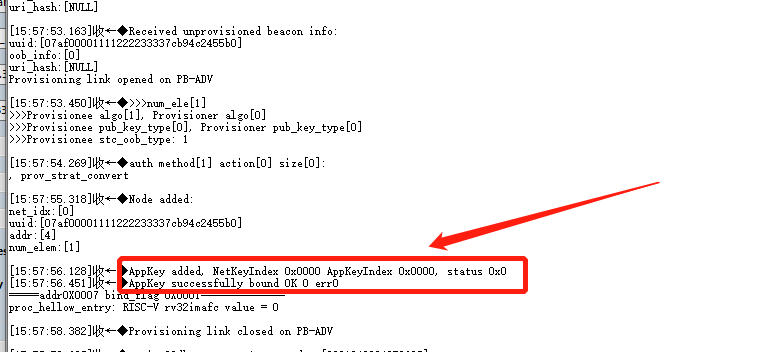 uri_hash:[NULL]
[15:57:53.163]收←◆Received unprovisioned beacon info:
uuid:[07af00001111222233337cb94c2455b0]
oob_info:[0]
uri_hash:[NULL]
Provisioning link opened on PB-ADV
[15:57:53.450]收←◆>>>num_ele[1]
>>>Provisionee algo[1], Provisioner algo[0]
>>>Provisionee pub_key_type[0], Provisioner pub_key_type[0]
>>>Provisionee stc_oob_type: 1
[15:57:54.269]收←◆auth method[1] action[0] size[0]:
, prov_strat_convert
[15:57:55.318]收←◆Node added:
net_idx:[0]
uuid:[07af00001111222233337cb94c2455b0]
addr:[4]
num_elem:[1]
[15:57:56.128]收←◆AppKey added, NetKeyIndex 0x0000 AppKeyIndex 0x0000, status 0x0
[15:57:56.451]收←◆AppKey successfully bound OK 0 err0
addr0X0007 bind_flag 0X0001
proc_hellow_entry: RISC-V rv32imafc value = 0
[15:57:58.382]收←◆Provisioning link closed on PB-ADV